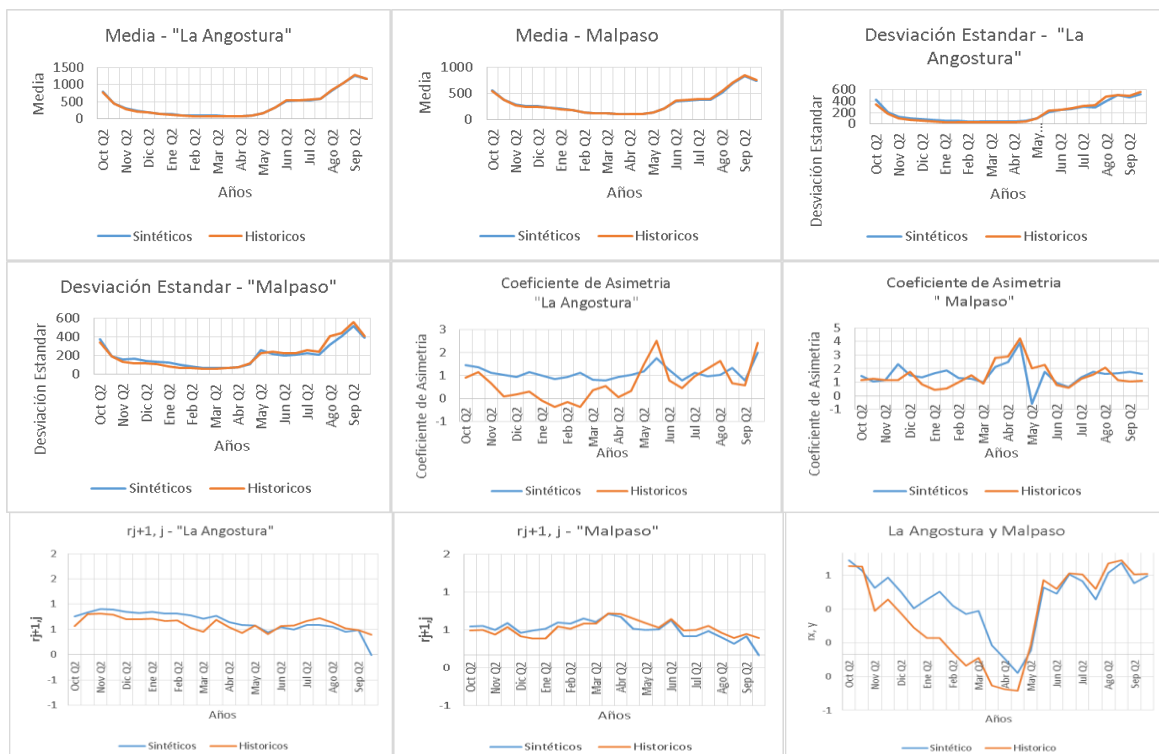 Media - "La Angostura"
Media
1500
1000
500
0
Oct Q2
Nov Q2
Dic Q2
Ene Q2
Feb Q2
Mar Q2
Abr Q2
May Q2
Jun Q2
Jul Q2
Ago Q2
Sep Q2
Años
Sintéticos
Historicos
Media - Malpaso
Media
1000
500
0
Oct Q2
Nov Q2
Dic Q2
Ene Q2
Feb Q2
Mar Q2
Abr Q2
May Q2
Jun Q2
Jul Q2
Ago Q2
Sep Q2
Años
Sintéticos
Historicos
Desviación Estandar - "La
Angostura"
Desviación Estandar
600
400
200
0
Oct Q2
Nov Q2
Dic Q2
Ene Q2
Feb Q2
Mar Q2
Abr Q2
May...
Jun Q2
Jul Q2
Ago Q2
Sep Q2
Años
Sintéticos
Historicos
Desviación Estandar - "Malpaso"
Desviación Estandar
600
400
200
0
Oct Q2
Nov Q2
Dic Q2
Ene Q2
Feb Q2
Mar Q2
Abr Q2
May Q2
Jun Q2
Jul Q2
Ago Q2
Sep Q2
Años
Sintéticos
Historicos
Coeficiente de Asimetria
"La Angostura"
Coeficiente de Asimetria
3
2
1
0
-1
Oct Q2
Nov Q2
Dic Q2
Ene Q2
Feb Q2
Mar Q2
Abr Q2
May Q2
Jun Q2
Jul Q2
Ago Q2
Sep Q2
Años
Sintéticos
Historicos
Coeficiente de Asimetria
" Malpaso"
Coeficiente de Asimetria
5
4
3
2
1
0
-1
Oct Q2
Nov Q2
Dic Q2
Ene Q2
Feb Q2
Mar Q2
Abr Q2
May Q2
Jun Q2
Jul Q2
Ago Q2
Sep Q2
Años
Sintéticos
Historicos
rj+1, j - "La Angostura"
rj+1,j
2
2
1
1
0
-1
-1
Oct Q2
Nov Q2
Dic Q2
Ene Q2
Feb Q2
Mar Q2
Abr Q2
May Q2
Jun Q2
Jul Q2
Ago Q2
Sep Q2
Años
Sintéticos
Historicos
rj+1, j - "Malpaso"
rj+1,j
2
2
1
1
0
-1
Oct Q2
Nov Q2
Dic Q2
Ene Q2
Feb Q2
Mar Q2
Abr Q2
May Q2
Jun Q2
Jul Q2
Ago Q2
Sep Q2
Años
Sintéticos
Historicos
La Angostura y Malpaso
rx, y
1
1
0
0
-1
Oct Q2
Nov Q2
Dic Q2
Ene Q2
Feb Q2
Mar Q2
Abr Q2
May Q2
Jun Q2
Jul Q2
Ago Q2
Sep Q2
Años
Sintético
Historicos